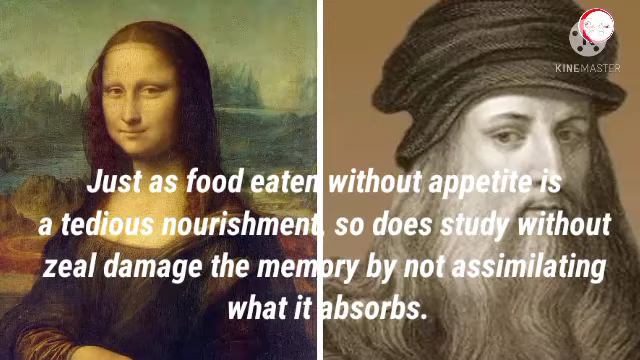 KINEMASTER
Just as food eaten without appetite is
a tedious nourishment, so does study without
zeal damage the memory by not assimilating
what it absorbs.